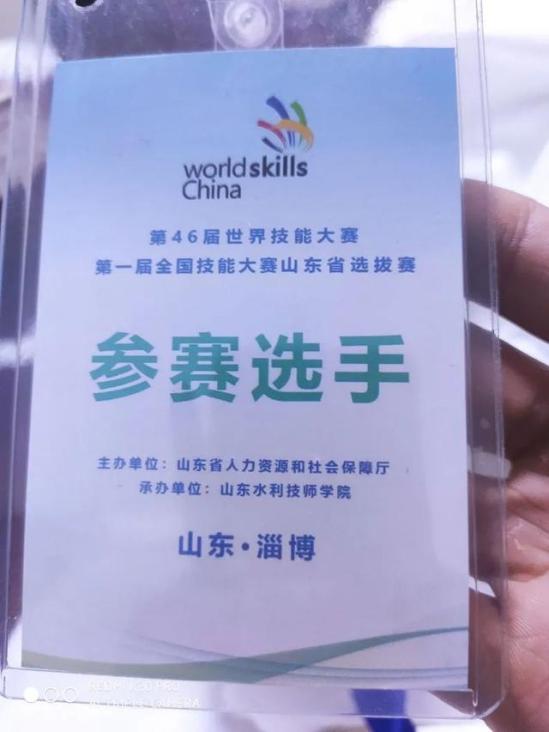 worldskills
China
第46届世界技能大赛
第一届全国技能大赛山东省选拔赛
参赛选手
主办单位：山东省人力资源和社会保障厅
承办单位：山东水利技师学院
山东·淄博